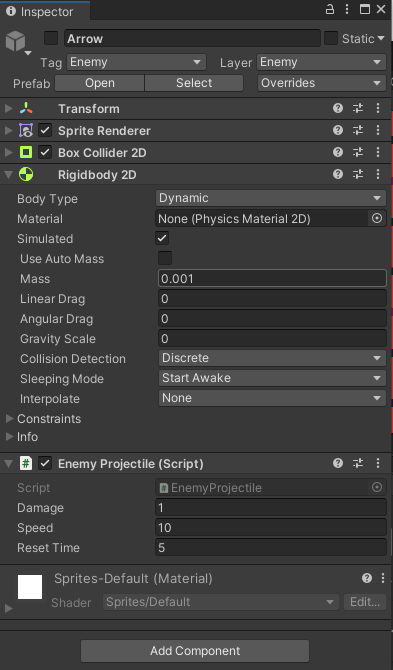 Inspector
Arrow Static
Tag Enemy Layer Enemy
Prefab Open Select Overrides
Transform
Sprite Renderer
Box Collider 2D
Rigidbody 2D
Body Type Dynamic
Material None (Physics Material 2D)
Simulated
Use Auto Mass
Mass 0.001
Linear Drag 0
Angular Drag 0
Gravity Scale 0
Collision Detection Discrete
Sleeping Mode Start Awake
Interpolate None
Constraints
Info
# Enemy Projectile (Script)
Script # EnemyProjectile
Damage 1
Speed 10
Reset Time 5
Sprites-Default (Material)
Shader Sprites/Default Edit...
Add Component